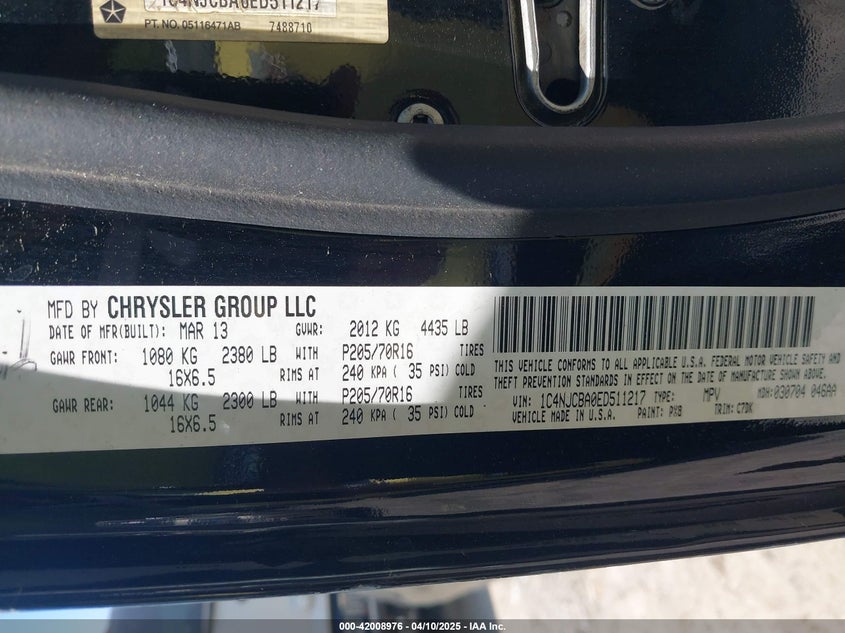 1C4NJCBA0ED511217
PT. NO. 05116471AB 7488710
MFD BY CHRYSLER GROUP LLC
DATE OF MFR(BUILT): MAR 13 GVWR: 2012 KG 4435 LB
GAWR FRONT: 1080 KG 2380 LB WITH P205/70R16 TIRES
16X6.5 RIMS AT 240 KPA ( 35 PSI) COLD
GAWR REAR: 1044 KG 2300 LB WITH P205/70R16 TIRES
16X6.5 RIMS AT 240 KPA ( 35 PSI) COLD
THIS VEHICLE CONFORMS TO ALL APPLICABLE U.S.A. FEDERAL MOTOR VEHICLE SAFETY AND
THEFT PREVENTION STANDARDS IN EFFECT ON THE DATE OF MANUFACTURE SHOWN ABOVE.
VIN: 1C4NJCBA0ED511217 TYPE: MPV MDH: 030704 046AA
VEHICLE MADE IN U.S.A. PAINT: PXB TRIM: C7DK
000-42008976 - 04/10/2025 - IAA Inc.